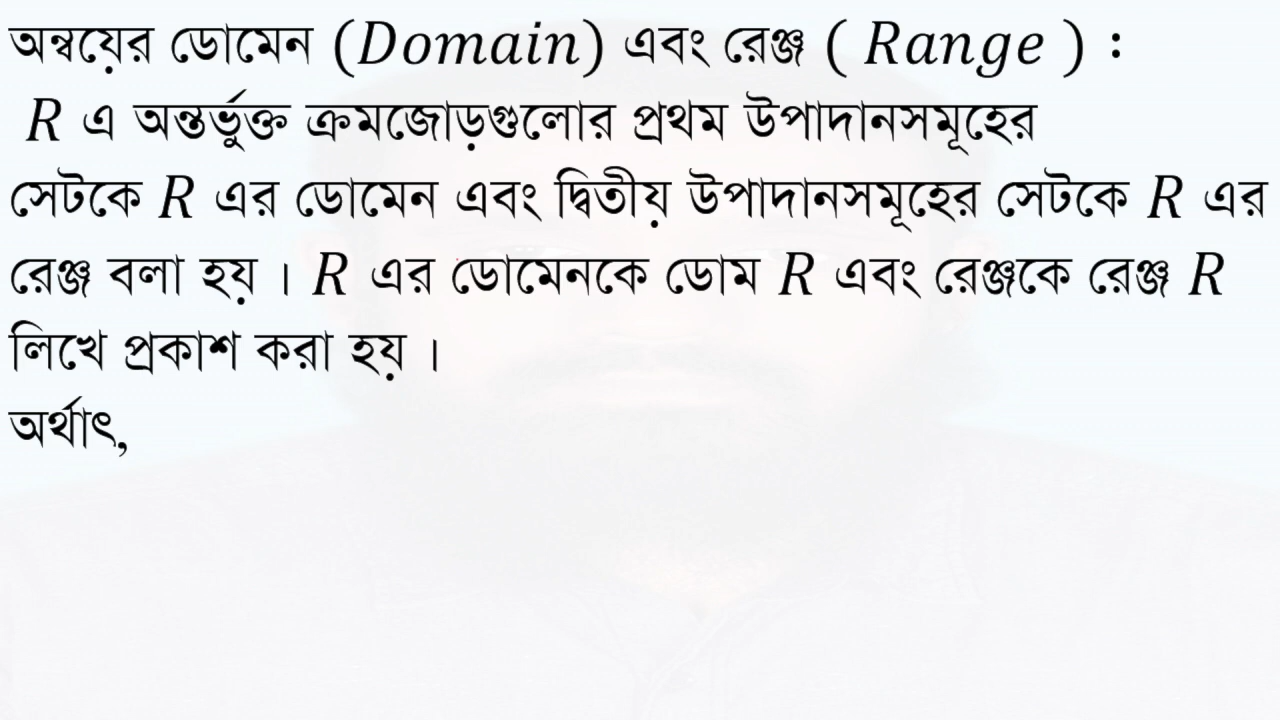 অন্বয়ের ডোমেন (Domain) এবং রেঞ্জ ( Range ) :
R এ অন্তর্ভুক্ত ক্রমজোড়গুলোর প্রথম উপাদানসমূহের
সেটকে R এর ডোমেন এবং দ্বিতীয় উপাদানসমূহের সেটকে R এর
রেঞ্জ বলা হয় । R এর ডোমেনকে ডোম R এবং রেঞ্জকে রেঞ্জ R
লিখে প্রকাশ করা হয় ।
অর্থাৎ,